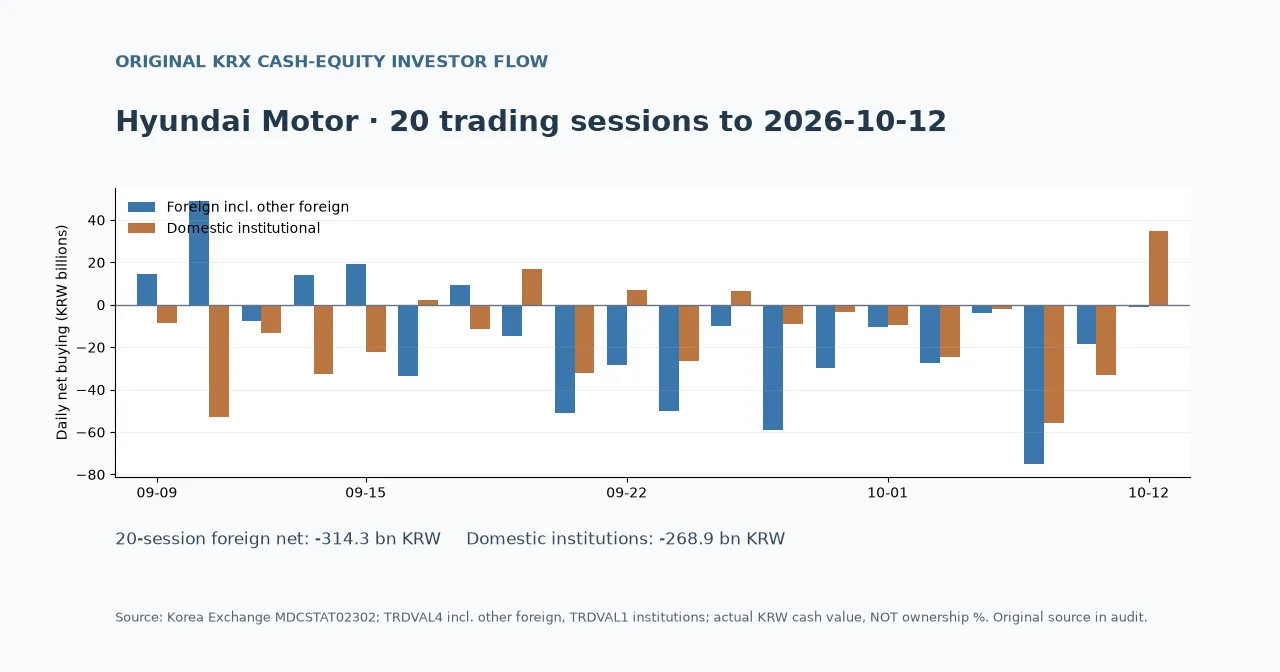 ORIGINAL KRX CASH-EQUITY INVESTOR FLOW
Hyundai Motor · 20 trading sessions to 2026-10-12
Foreign incl. other foreign
Domestic institutional
Daily net buying (KRW billions)
40
20
0
−20
−40
−60
−80
09-09 09-15 09-22 10-01 10-12
20-session foreign net: -314.3 bn KRW Domestic institutions: -268.9 bn KRW
Source: Korea Exchange MDCSTAT02302; TRDVAL4 incl. other foreign, TRDVAL1 institutions; actual KRW cash value, NOT ownership %. Original source in audit.